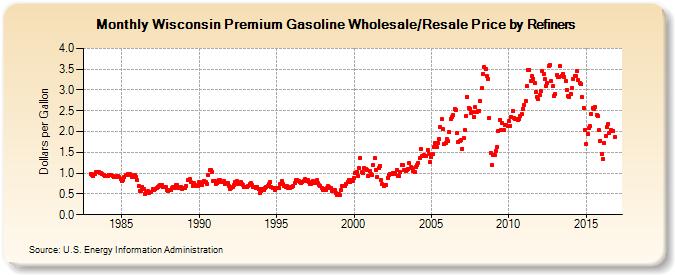 Monthly Wisconsin Premium Gasoline Wholesale/Resale Price by Refiners
Dollars per Gallon
4.0
3.5
3.0
2.5
2.0
1.5
1.0
0.5
0.0
1985 1990 1995 2000 2005 2010 2015
Source: U.S. Energy Information Administration